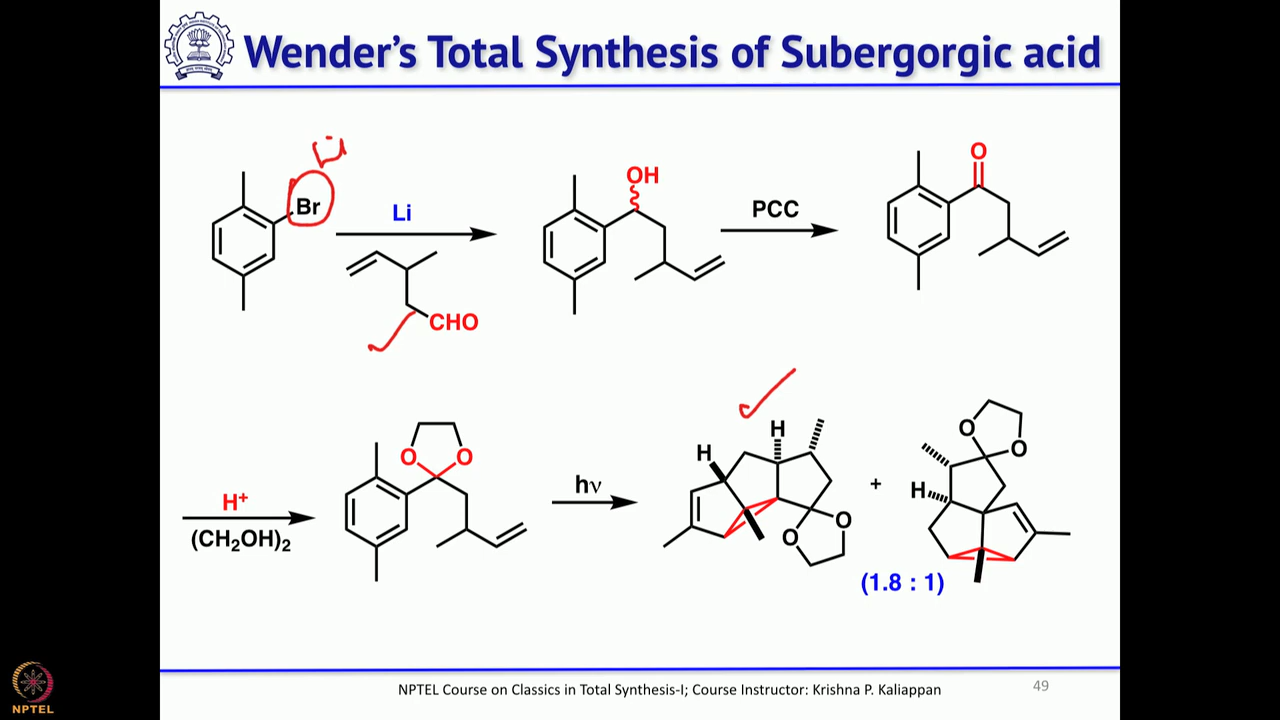 Wender's Total Synthesis of Subergorgic acid
Li
Br
Li
CHO
OH
PCC
O
H+
(CH₂OH)₂
O O
hν
H H
O O
+
O O
H
(1.8 : 1)
NPTEL Course on Classics in Total Synthesis-I; Course Instructor: Krishna P. Kaliappan
49
NPTEL